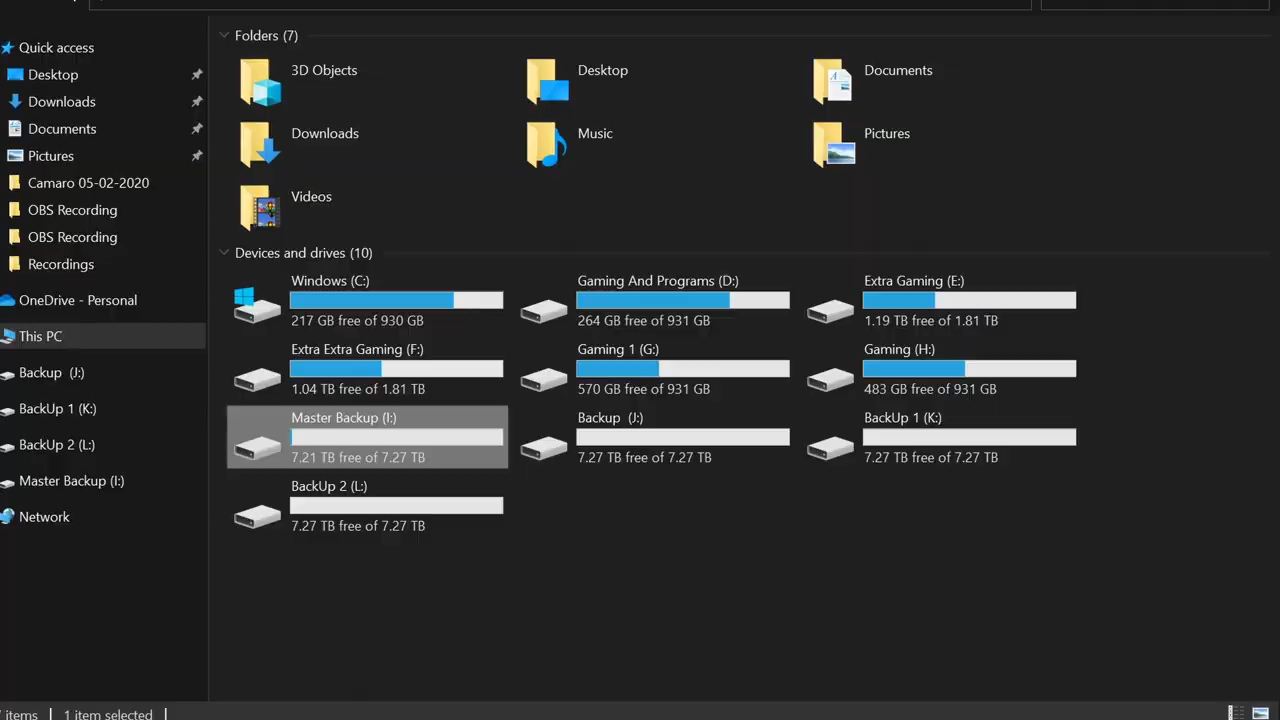 Quick access
Desktop
Downloads
Documents
Pictures
Camaro 05-02-2020
OBS Recording
OBS Recording
Recordings
OneDrive - Personal
This PC
Backup  (J:)
BackUp 1 (K:)
BackUp 2 (L:)
Master Backup (I:)
Network
Folders (7)
3D Objects
Desktop
Documents
Downloads
Music
Pictures
Videos
Devices and drives (10)
Windows (C:)
217 GB free of 930 GB
Gaming And Programs (D:)
264 GB free of 931 GB
Extra Gaming (E:)
1.19 TB free of 1.81 TB
Extra Extra Gaming (F:)
1.04 TB free of 1.81 TB
Gaming 1 (G:)
570 GB free of 931 GB
Gaming (H:)
483 GB free of 931 GB
Master Backup (I:)
7.21 TB free of 7.27 TB
Backup  (J:)
7.27 TB free of 7.27 TB
BackUp 1 (K:)
7.27 TB free of 7.27 TB
BackUp 2 (L:)
7.27 TB free of 7.27 TB
items
1 item selected